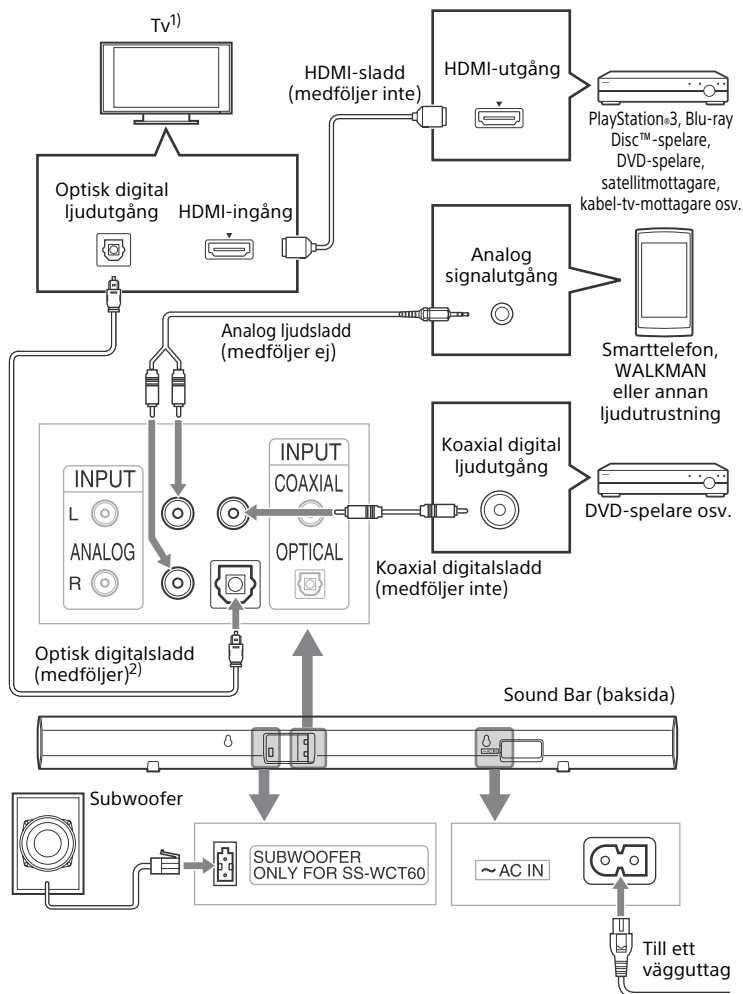 Tv1)
HDMI-sladd
(medföljer inte)
HDMI-utgång
PlayStation®3, Blu-ray
Disc™-spelare,
DVD-spelare,
satellitmottagare,
kabel-tv-mottagare osv.
Optisk digital
ljudutgång
HDMI-ingång
Analog
signalutgång
Analog ljudsladd
(medföljer ej)
Smarttelefon,
WALKMAN
eller annan
ljudutrustning
Koaxial digital
ljudutgång
DVD-spelare osv.
INPUT
L
ANALOG
R
INPUT
COAXIAL
OPTICAL
Koaxial digitalsladd
(medföljer inte)
Optisk digitalsladd
(medföljer)2)
Sound Bar (baksida)
Subwoofer
SUBWOOFER
ONLY FOR SS-WCT60
~ AC IN
Till ett
vägguttag